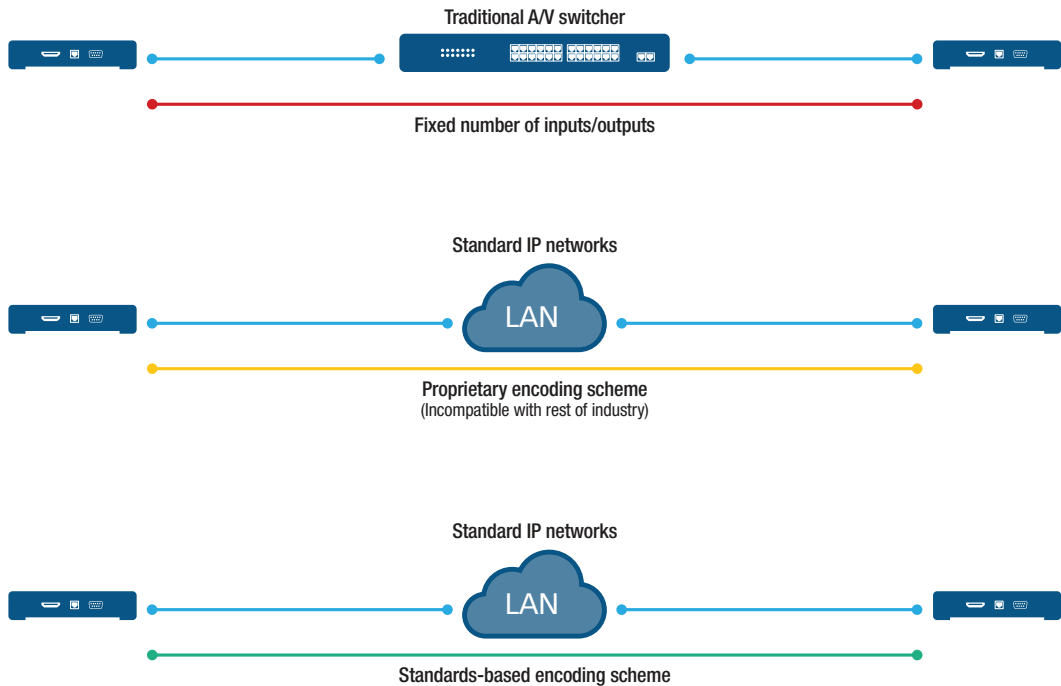 Traditional A/V switcher
Fixed number of inputs/outputs
Standard IP networks
LAN
Proprietary encoding scheme
(Incompatible with rest of industry)
Standard IP networks
LAN
Standards-based encoding scheme